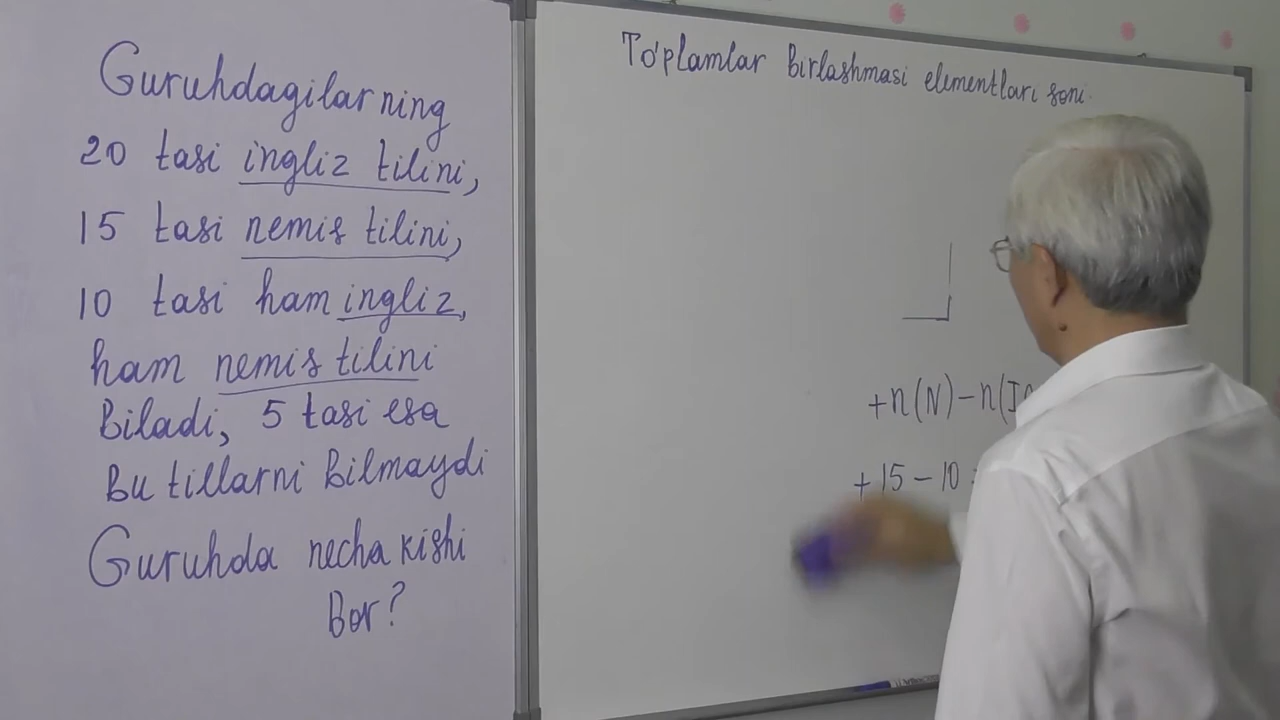 Guruhdagilarning
20 tasi ingliz tilini,
15 tasi nemis tilini,
10 tasi ham ingliz,
ham nemis tilini
Biladi, 5 tasi esa
Bu tillarni Bilmaydi
Guruhda necha kishi
Bor?
To'plamlar birlashmasi elementlari soni.
+n(N)-n(I
+15-10